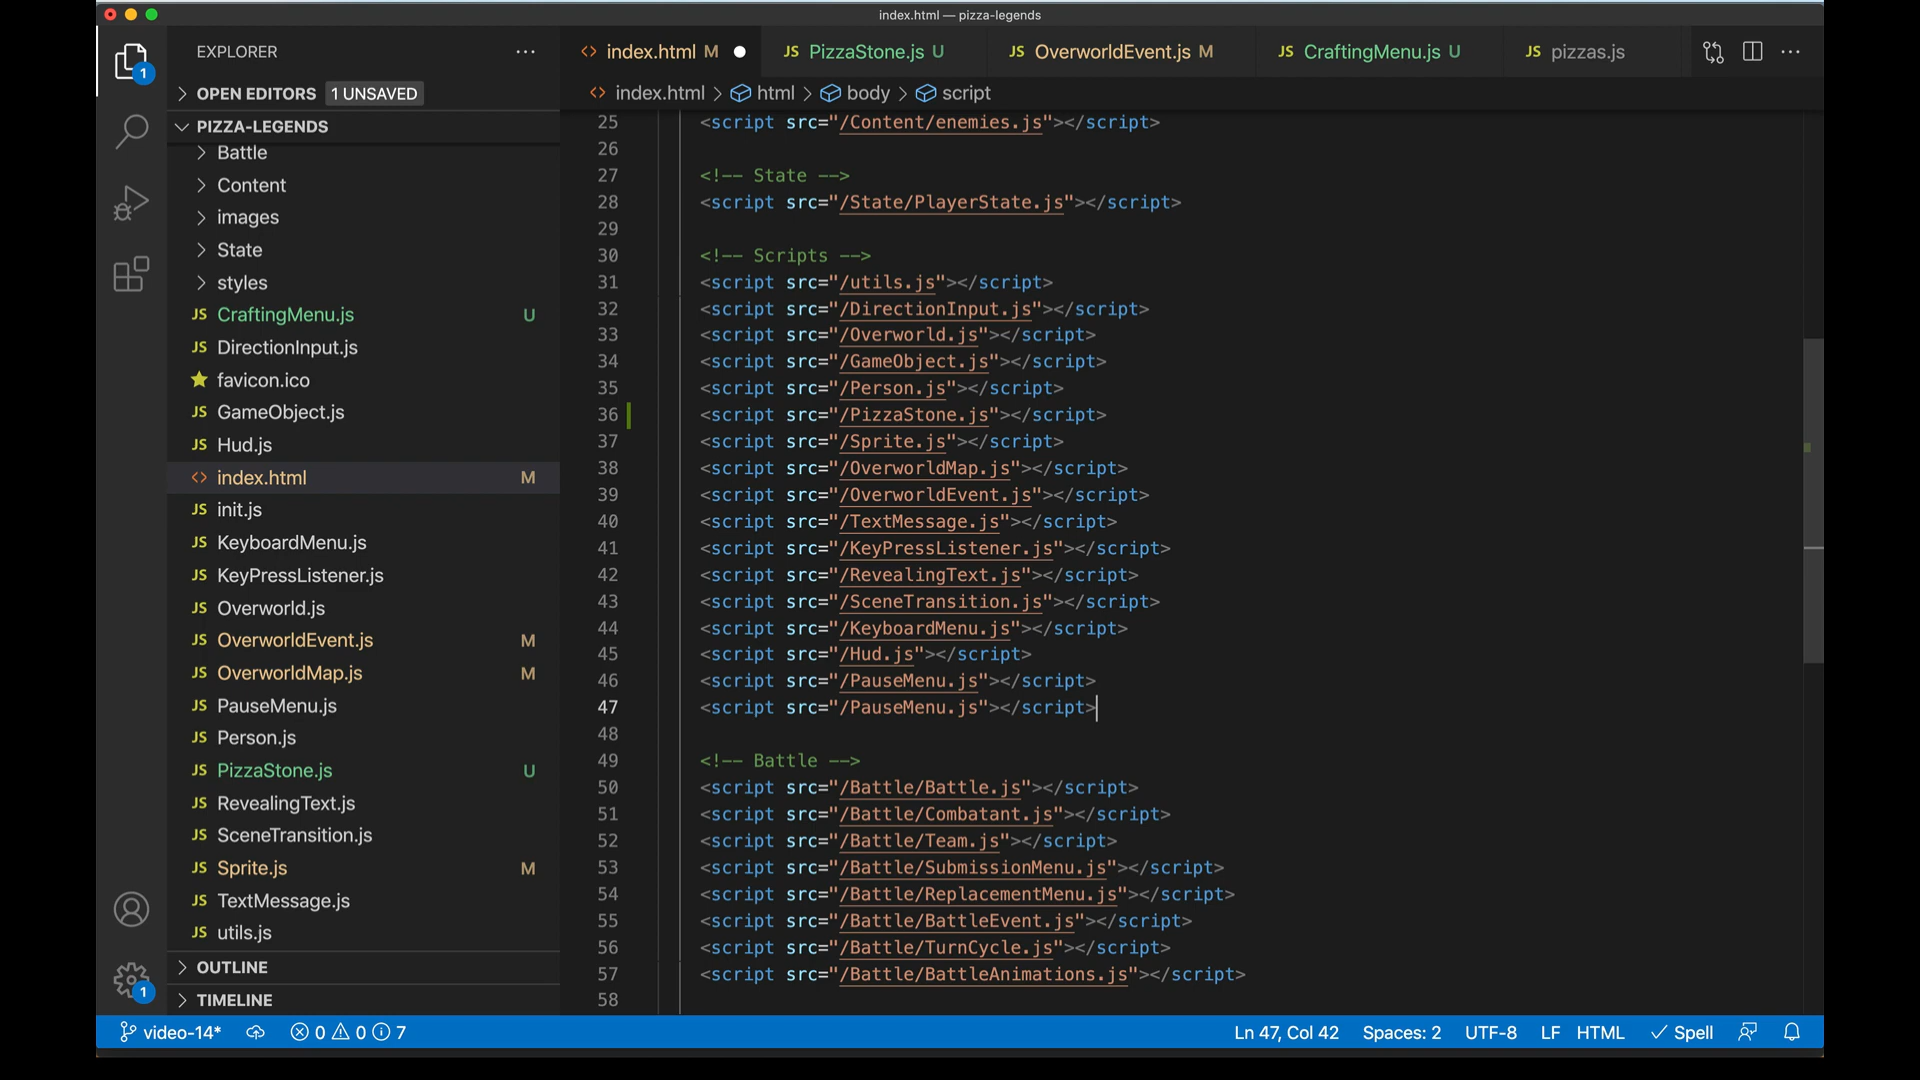 index.html — pizza-legends
EXPLORER
OPEN EDITORS 1 UNSAVED
PIZZA-LEGENDS
Battle
Content
images
State
styles
JS CraftingMenu.js U
JS DirectionInput.js
favicon.ico
JS GameObject.js
JS Hud.js
<> index.html M
JS init.js
JS KeyboardMenu.js
JS KeyPressListener.js
JS Overworld.js
JS OverworldEvent.js M
JS OverworldMap.js M
JS PauseMenu.js
JS Person.js
JS PizzaStone.js U
JS RevealingText.js
JS SceneTransition.js
JS Sprite.js M
JS TextMessage.js
JS utils.js
OUTLINE
TIMELINE
1
1
<> index.html M JS PizzaStone.js U JS OverworldEvent.js M JS CraftingMenu.js U JS pizzas.js
<> index.html > html > body > script
25 <script src="/Content/enemies.js"></script>
26
27 <!-- State -->
28 <script src="/State/PlayerState.js"></script>
29
30 <!-- Scripts -->
31 <script src="/utils.js"></script>
32 <script src="/DirectionInput.js"></script>
33 <script src="/Overworld.js"></script>
34 <script src="/GameObject.js"></script>
35 <script src="/Person.js"></script>
36 <script src="/PizzaStone.js"></script>
37 <script src="/Sprite.js"></script>
38 <script src="/OverworldMap.js"></script>
39 <script src="/OverworldEvent.js"></script>
40 <script src="/TextMessage.js"></script>
41 <script src="/KeyPressListener.js"></script>
42 <script src="/RevealingText.js"></script>
43 <script src="/SceneTransition.js"></script>
44 <script src="/KeyboardMenu.js"></script>
45 <script src="/Hud.js"></script>
46 <script src="/PauseMenu.js"></script>
47 <script src="/PauseMenu.js"></script>
48
49 <!-- Battle -->
50 <script src="/Battle/Battle.js"></script>
51 <script src="/Battle/Combatant.js"></script>
52 <script src="/Battle/Team.js"></script>
53 <script src="/Battle/SubmissionMenu.js"></script>
54 <script src="/Battle/ReplacementMenu.js"></script>
55 <script src="/Battle/BattleEvent.js"></script>
56 <script src="/Battle/TurnCycle.js"></script>
57 <script src="/Battle/BattleAnimations.js"></script>
58
video-14* 0 0 7 Ln 47, Col 42 Spaces: 2 UTF-8 LF HTML Spell